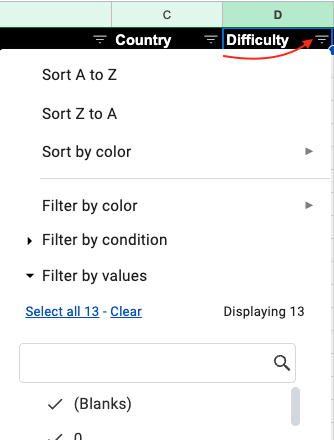 C D
Country Difficulty
Sort A to Z
Sort Z to A
Sort by color
Filter by color
Filter by condition
Filter by values
Select all 13 - Clear Displaying 13
(Blanks)
0